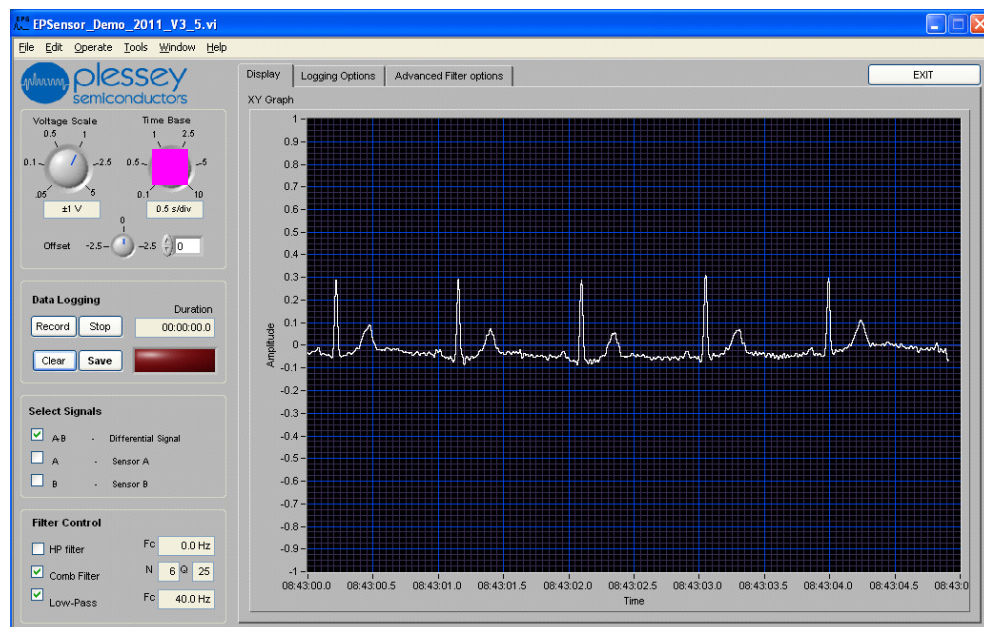 EPSensor_Demo_2011_V3_5.vi
File Edit Operate Tools Window Help
plessey
semiconductors
Display Logging Options Advanced Filter options EXIT
XY Graph
Voltage Scale
0.5 1
0.1 2.5
.05 5
±1 V
Time Base
1 2.5
0.5 5
0.1 10
0.5 s/div
0
Offset -2.5 -2.5 0
Data Logging
Duration
Record Stop 00:00:00.0
Clear Save
Select Signals
A-B - Differential Signal
A - Sensor A
B - Sensor B
Filter Control
HP filter Fc 0.0 Hz
Comb Filter N 6 Q 25
Low-Pass Fc 40.0 Hz
Amplitude
1
0.9
0.8
0.7
0.6
0.5
0.4
0.3
0.2
0.1
0
-0.1
-0.2
-0.3
-0.4
-0.5
-0.6
-0.7
-0.8
-0.9
-1
08:43:00.0 08:43:00.5 08:43:01.0 08:43:01.5 08:43:02.0 08:43:02.5 08:43:03.0 08:43:03.5 08:43:04.0 08:43:04.5 08:43:0
Time